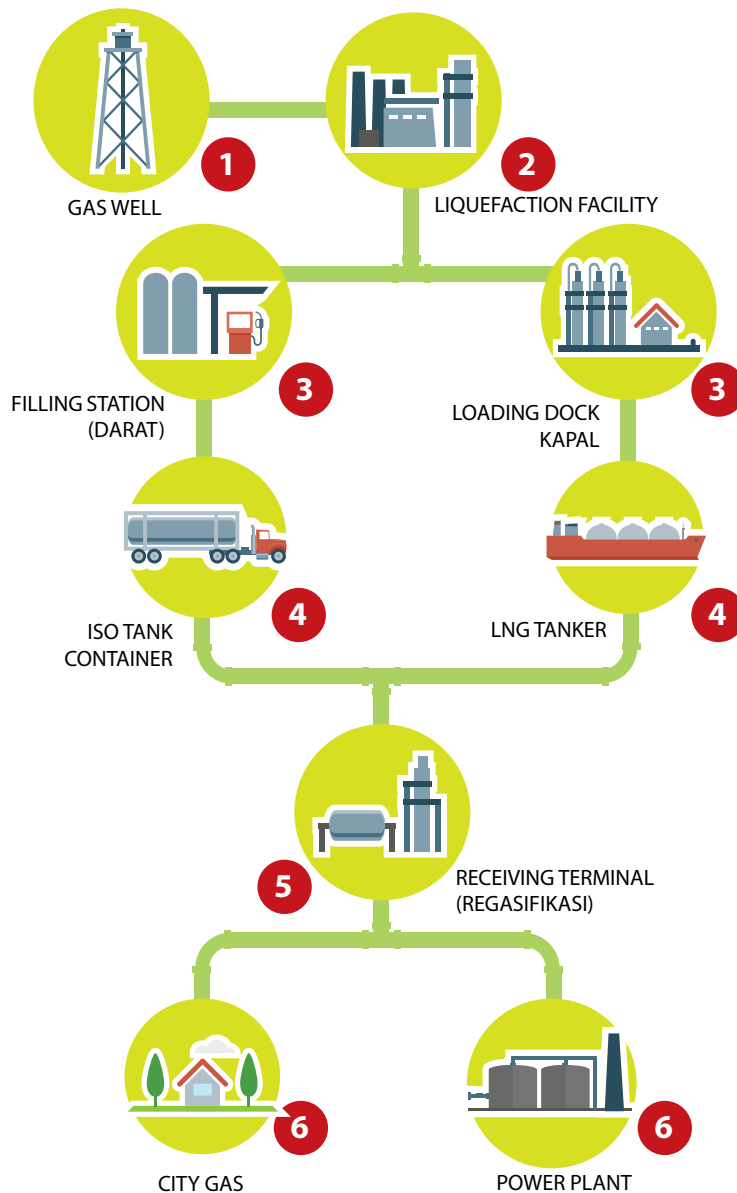 1
GAS WELL
2
LIQUEFACTION FACILITY
3
FILLING STATION
(DARAT)
3
LOADING DOCK
KAPAL
4
ISO TANK
CONTAINER
4
LNG TANKER
5
RECEIVING TERMINAL
(REGASIFIKASI)
6
CITY GAS
6
POWER PLANT